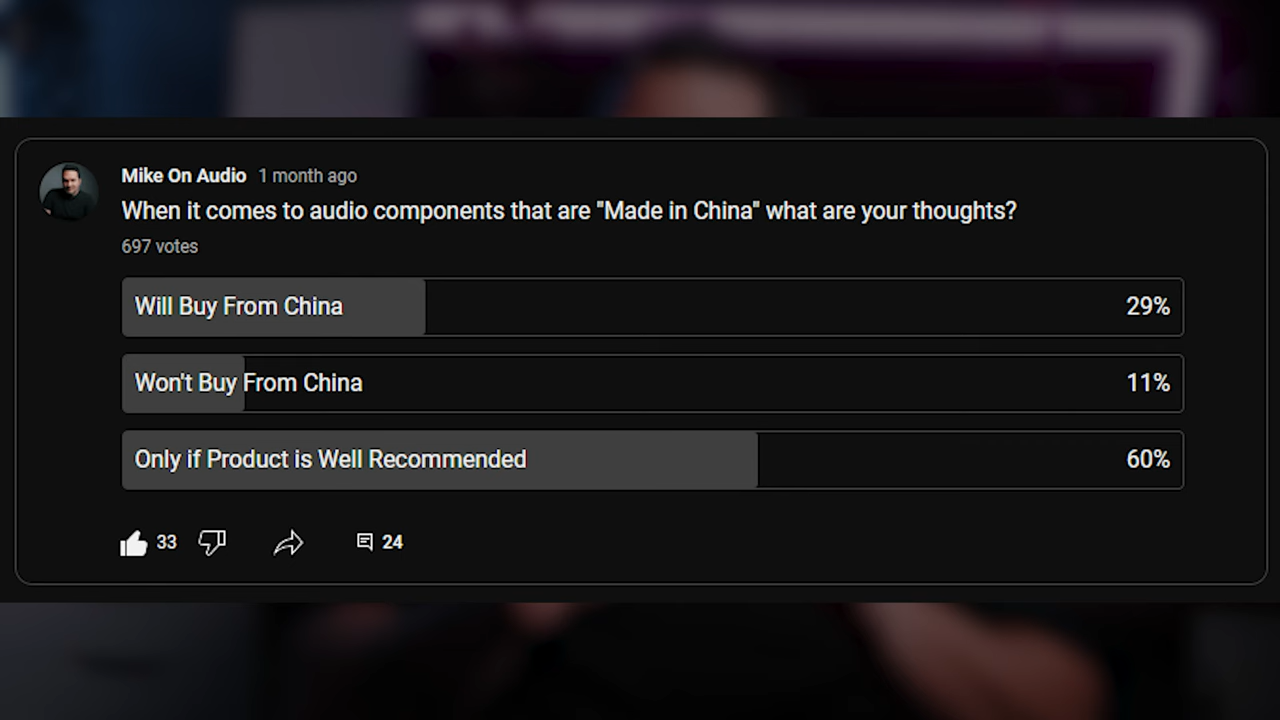 Mike On Audio 1 month ago
When it comes to audio components that are "Made in China" what are your thoughts?
697 votes
Will Buy From China 29%
Won't Buy From China 11%
Only if Product is Well Recommended 60%
33 24